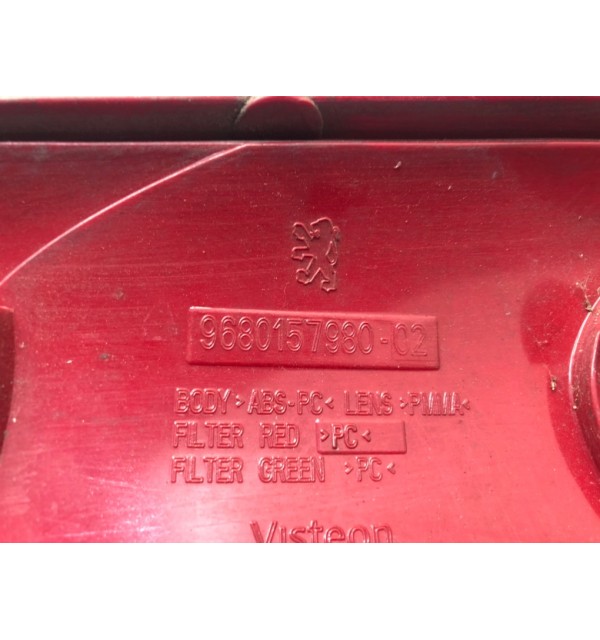 9680157980-02
BODY >ABS-PC< LENS >PMMA<
FILTER RED >PC<
FILTER GREEN >PC<
Visteon